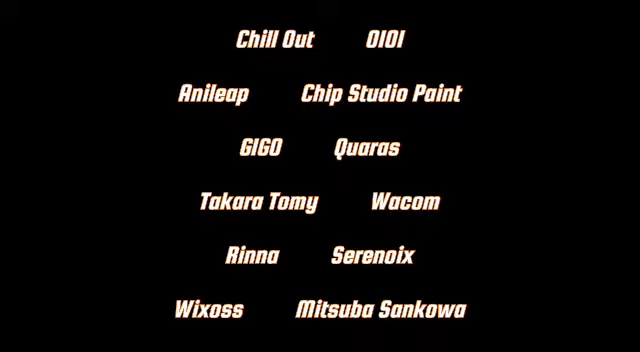 Chill Out OIOI
Anileap Chip Studio Paint
GIGO Quaras
Takara Tomy Wacom
Rinna Serenoix
Wixoss Mitsuba Sankowa